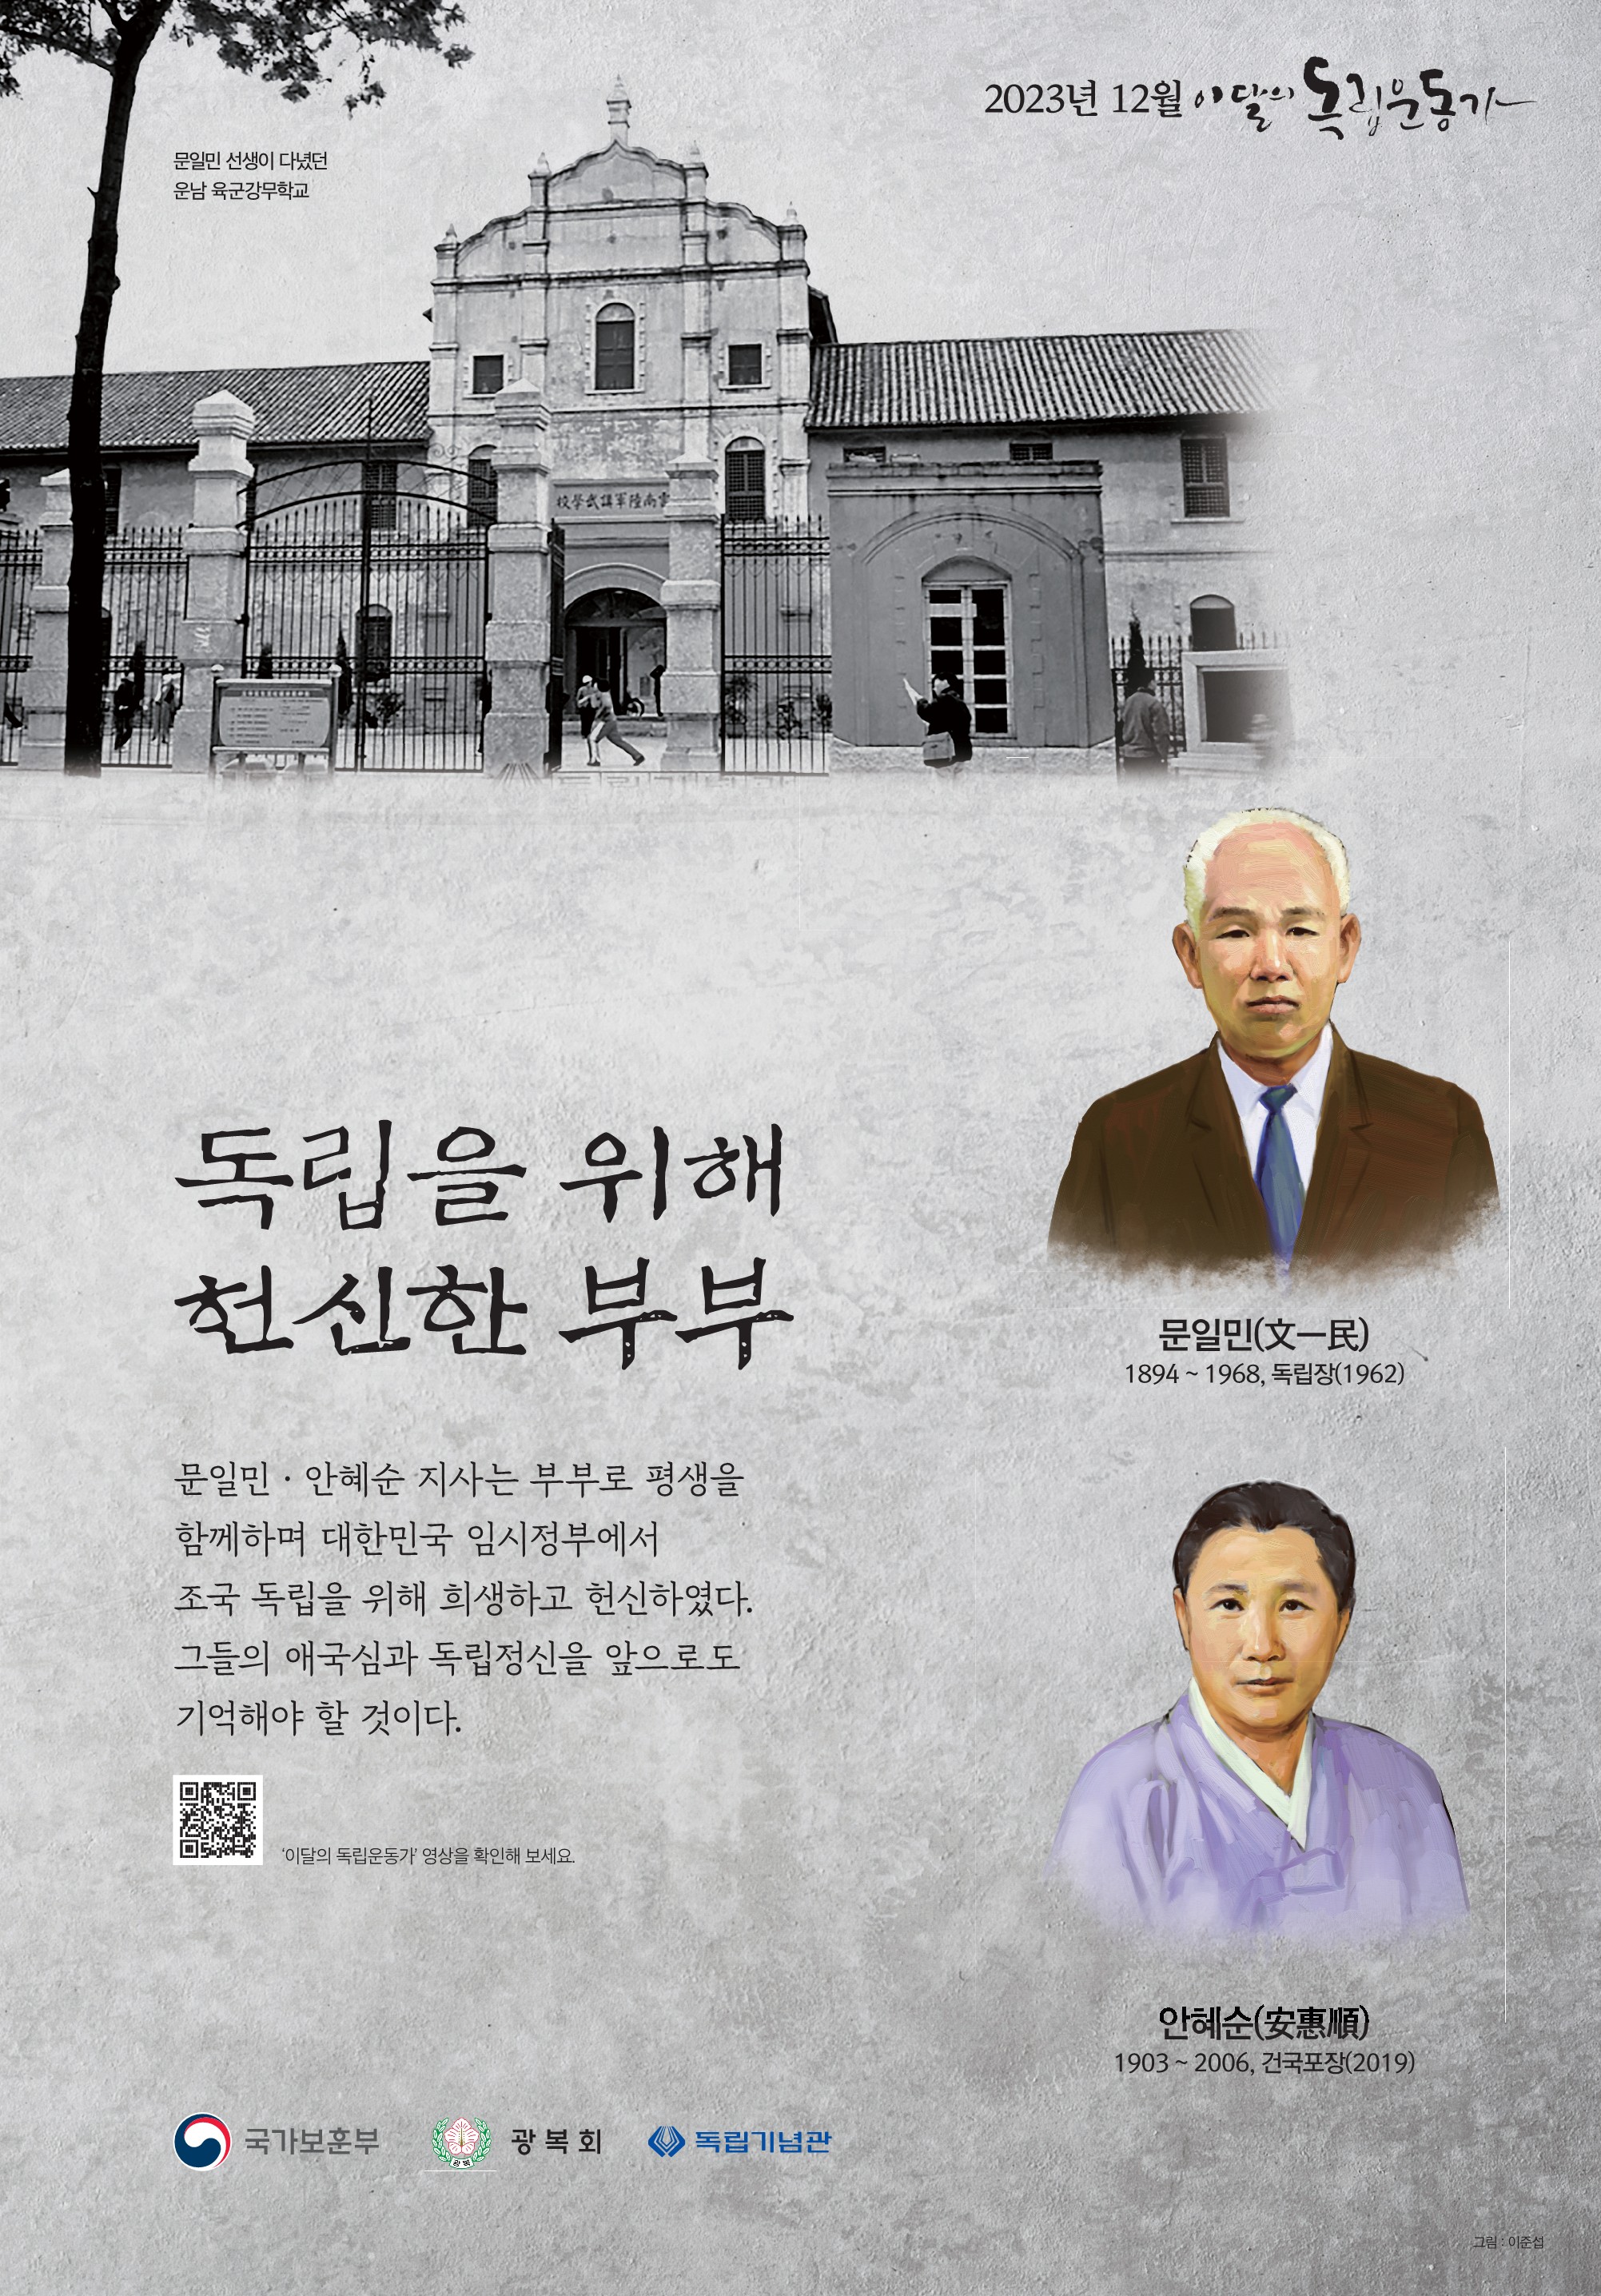 2023년 12월 이달의 독립운동가
문일민 선생이 다녔던
운남 육군강무학교
校學武講軍陸南雲
독립을 위해
헌신한 부부
문일민(文一民)
1894 ~ 1968, 독립장(1962)
문일민 · 안혜순 지사는 부부로 평생을
함께하며 대한민국 임시정부에서
조국 독립을 위해 희생하고 헌신하였다.
그들의 애국심과 독립정신을 앞으로도
기억해야 할 것이다.
'이달의 독립운동가' 영상을 확인해 보세요.
안혜순(安惠順)
1903 ~ 2006, 건국포장(2019)
국가보훈부
광복
광복회
독립기념관
그림 : 이준섭